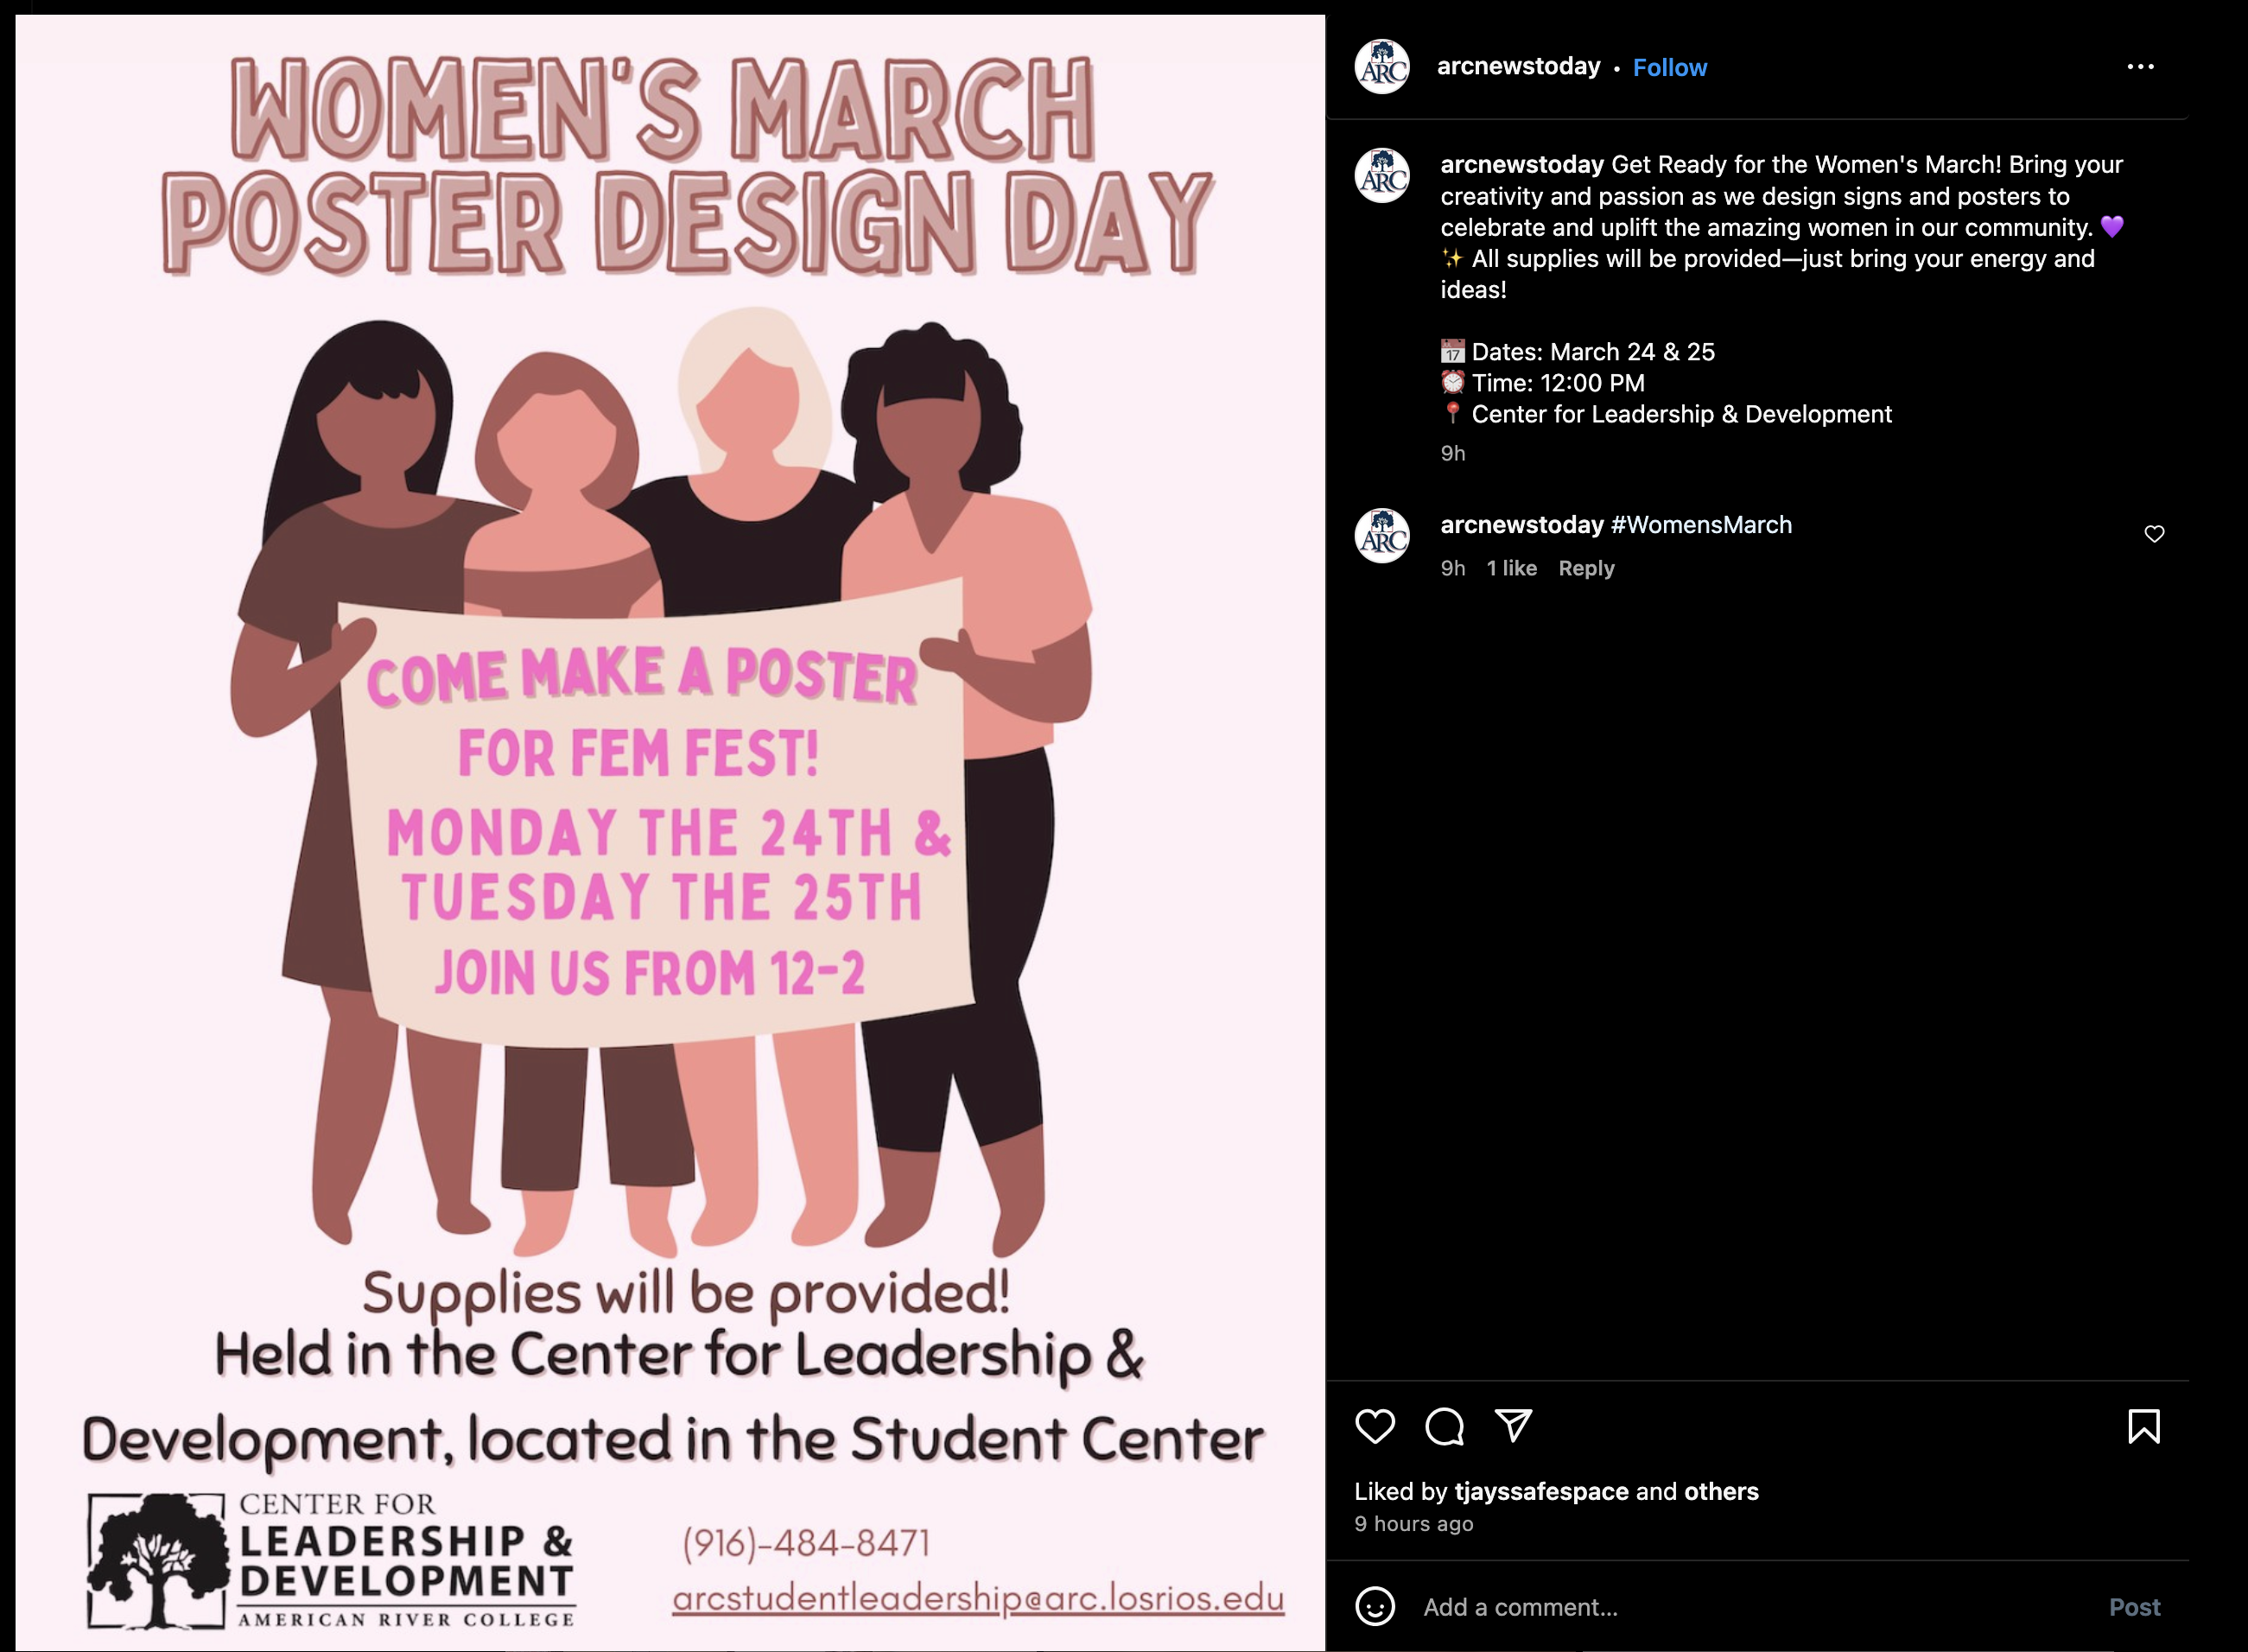 WOMEN'S MARCH
POSTER DESIGN DAY
COME MAKE A POSTER
FOR FEM FEST!
MONDAY THE 24TH &
TUESDAY THE 25TH
JOIN US FROM 12-2
Supplies will be provided!
Held in the Center for Leadership &
Development, located in the Student Center
CENTER FOR
LEADERSHIP &
DEVELOPMENT
AMERICAN RIVER COLLEGE
(916)-484-8471
arcstudentleadership@arc.losrios.edu
ARC
arcnewstoday • Follow
ARC
arcnewstoday Get Ready for the Women's March! Bring your
creativity and passion as we design signs and posters to
celebrate and uplift the amazing women in our community. 💜
✨ All supplies will be provided—just bring your energy and
ideas!
📅 Dates: March 24 & 25
⏰ Time: 12:00 PM
📍 Center for Leadership & Development
9h
ARC
arcnewstoday #WomensMarch
9h 1 like Reply
Liked by tjayssafespace and others
9 hours ago
Add a comment... Post